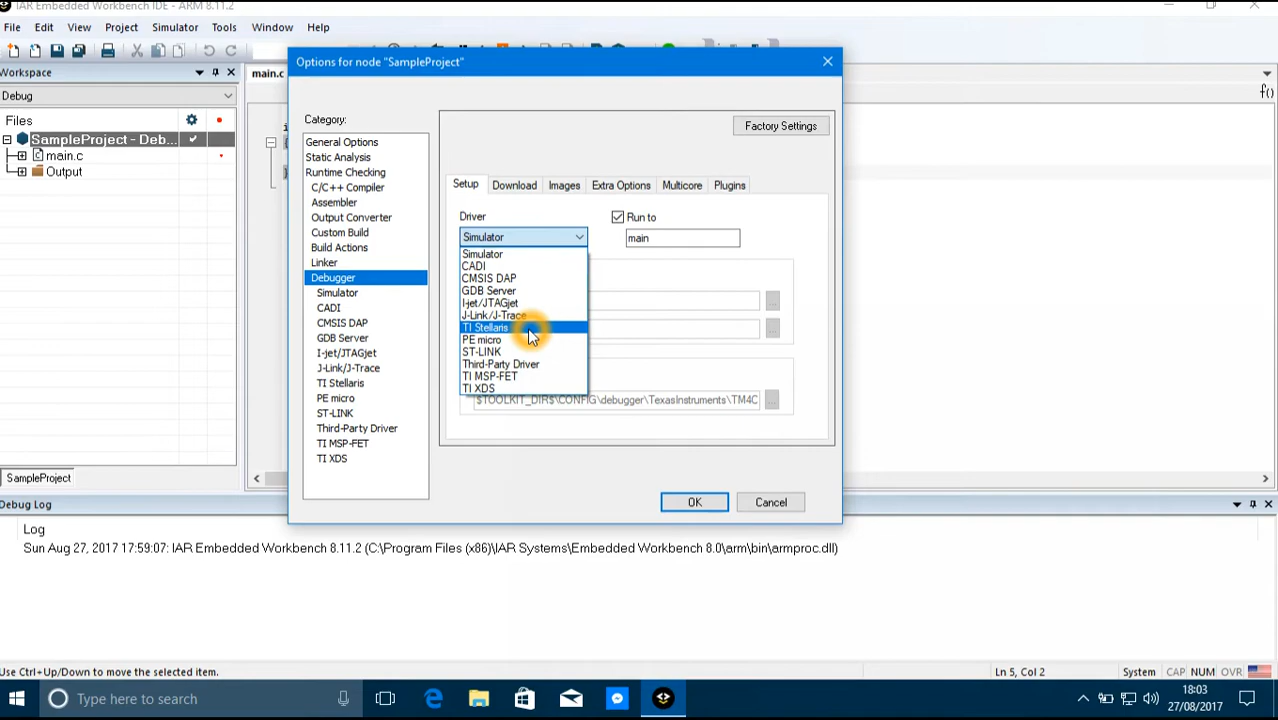 IAR Embedded Workbench IDE - ARM 8.11.2
File Edit View Project Simulator Tools Window Help
Workspace
Debug
Files
SampleProject - Deb...
main.c
Output
SampleProject
main.c
f()
Options for node "SampleProject"
Category:
General Options
Static Analysis
Runtime Checking
C/C++ Compiler
Assembler
Output Converter
Custom Build
Build Actions
Linker
Debugger
Simulator
CADI
CMSIS DAP
GDB Server
I-jet/JTAGjet
J-Link/J-Trace
TI Stellaris
PE micro
ST-LINK
Third-Party Driver
TI MSP-FET
TI XDS
Factory Settings
Setup Download Images Extra Options Multicore Plugins
Driver
Run to
Simulator
main
Simulator
CADI
CMSIS DAP
GDB Server
I-jet/JTAGjet
J-Link/J-Trace
TI Stellaris
PE micro
ST-LINK
Third-Party Driver
TI MSP-FET
TI XDS
$TOOLKIT_DIR$\CONFIG\debugger\TexasInstruments\TM4C
OK Cancel
Debug Log
Log
Sun Aug 27, 2017 17:59:07: IAR Embedded Workbench 8.11.2 (C:\Program Files (x86)\IAR Systems\Embedded Workbench 8.0\arm\bin\armproc.dll)
Use Ctrl+Up/Down to move the selected item.
Ln 5, Col 2
System
CAP NUM OVR
Type here to search
18:03
27/08/2017